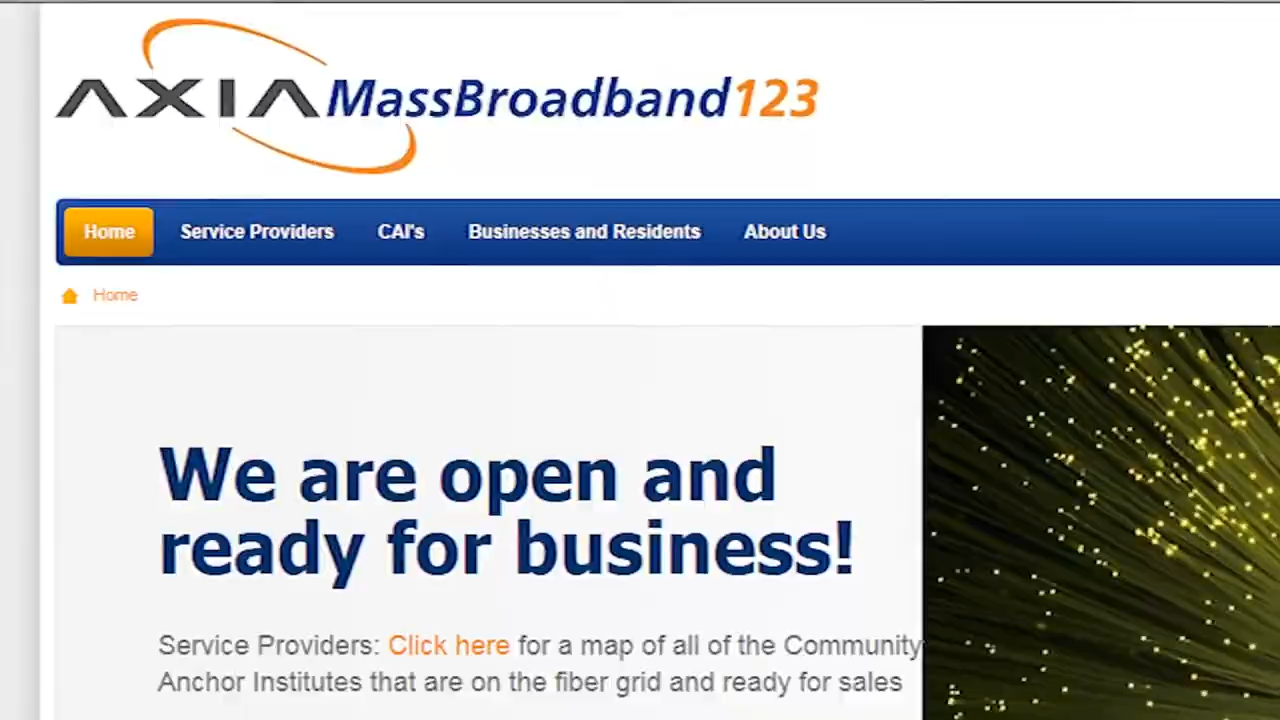 AXIA MassBroadband123
Home Service Providers CAI's Businesses and Residents About Us
Home
We are open and
ready for business!
Service Providers: Click here for a map of all of the Community
Anchor Institutes that are on the fiber grid and ready for sales